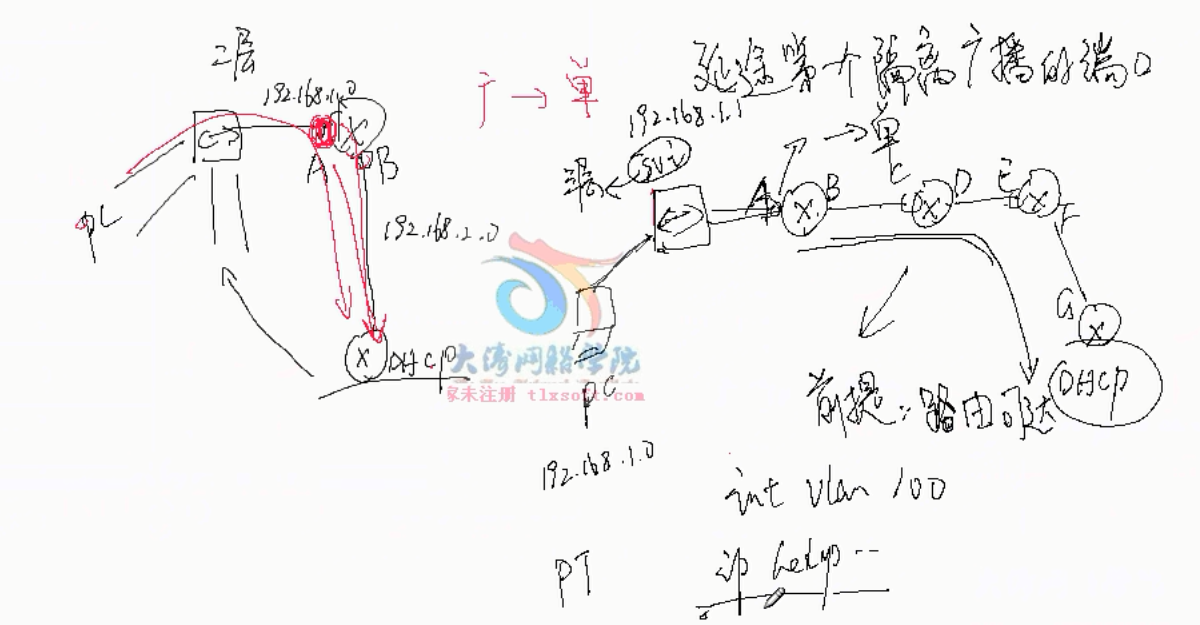 二层
192.168.1.0
广→单
A
B
PC
192.168.2.0
DHCP
延途第一个隔离广播的端口
192.168.1.1
SVI
三层
→单
A
B
C
D
E
F
G
DHCP
PC
192.168.1.0
前提:路由可达
int vlan 100
PT
大涛网络学院
家未注册 tlxsoft.com